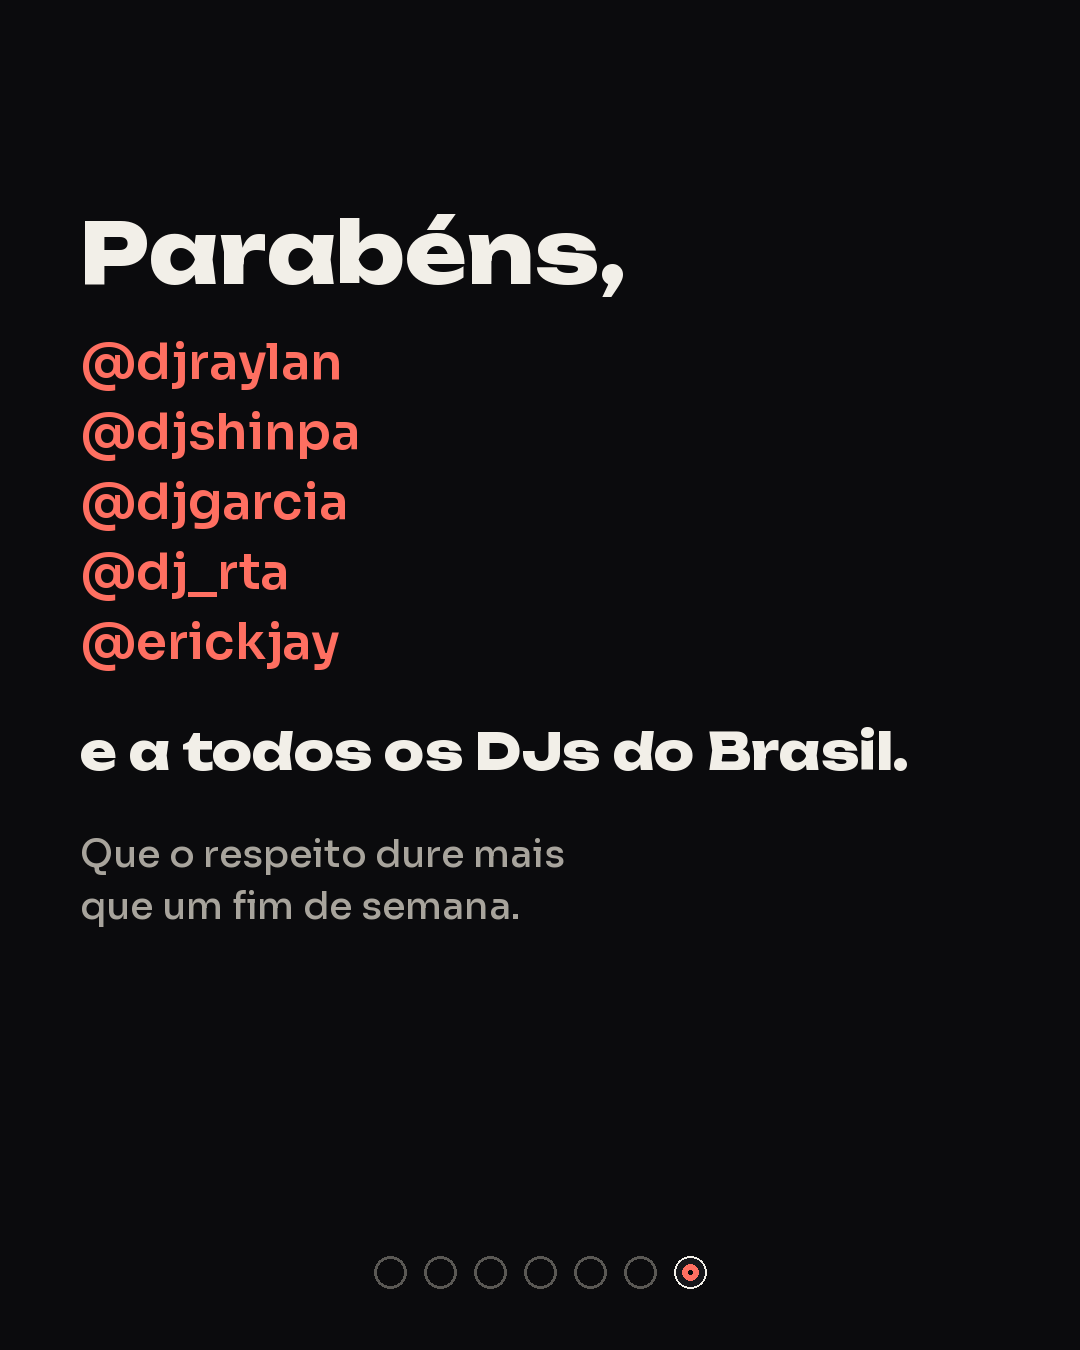 Parabéns,
@djraylan
@djshinpa
@djgarcia
@dj_rta
@erickjay
e a todos os DJs do Brasil.
Que o respeito dure mais
que um fim de semana.